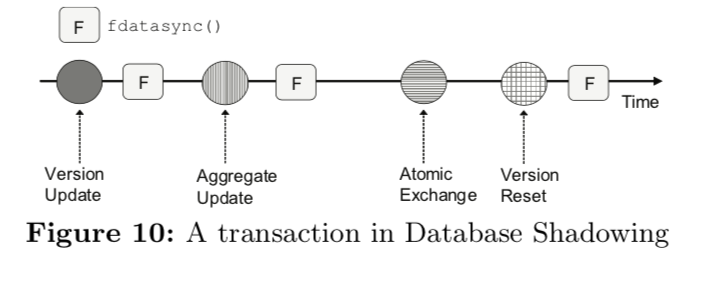 F fdatasync()
F F F
Time
Version Update
Aggregate Update
Atomic Exchange
Version Reset
Figure 10: A transaction in Database Shadowing